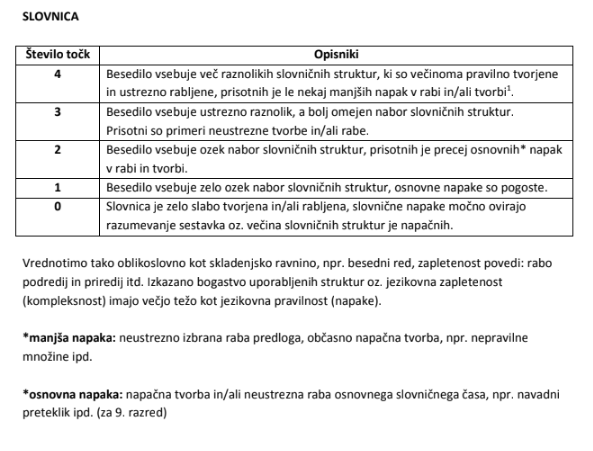 SLOVNICA
Število točk Opisniki
4 Besedilo vsebuje več raznolikih slovničnih struktur, ki so večinoma pravilno tvorjene
in ustrezno rabljene, prisotnih je le nekaj manjših napak v rabi in/ali tvorbi¹.
3 Besedilo vsebuje ustrezno raznolik, a bolj omejen nabor slovničnih struktur.
Prisotni so primeri neustrezne tvorbe in/ali rabe.
2 Besedilo vsebuje ozek nabor slovničnih struktur, prisotnih je precej osnovnih* napak
v rabi in tvorbi.
1 Besedilo vsebuje zelo ozek nabor slovničnih struktur, osnovne napake so pogoste.
0 Slovnica je zelo slabo tvorjena in/ali rabljena, slovnične napake močno ovirajo
razumevanje sestavka oz. večina slovničnih struktur je napačnih.
Vrednotimo tako oblikoslovno kot skladenjsko ravnino, npr. besedni red, zapletenost povedi: rabo
podredij in priredij itd. Izkazano bogastvo uporabljenih struktur oz. jezikovna zapletenost
(kompleksnost) imajo večjo težo kot jezikovna pravilnost (napake).
*manjša napaka: neustrezno izbrana raba predloga, občasno napačna tvorba, npr. nepravilne
množine ipd.
*osnovna napaka: napačna tvorba in/ali neustrezna raba osnovnega slovničnega časa, npr. navadni
preteklik ipd. (za 9. razred)